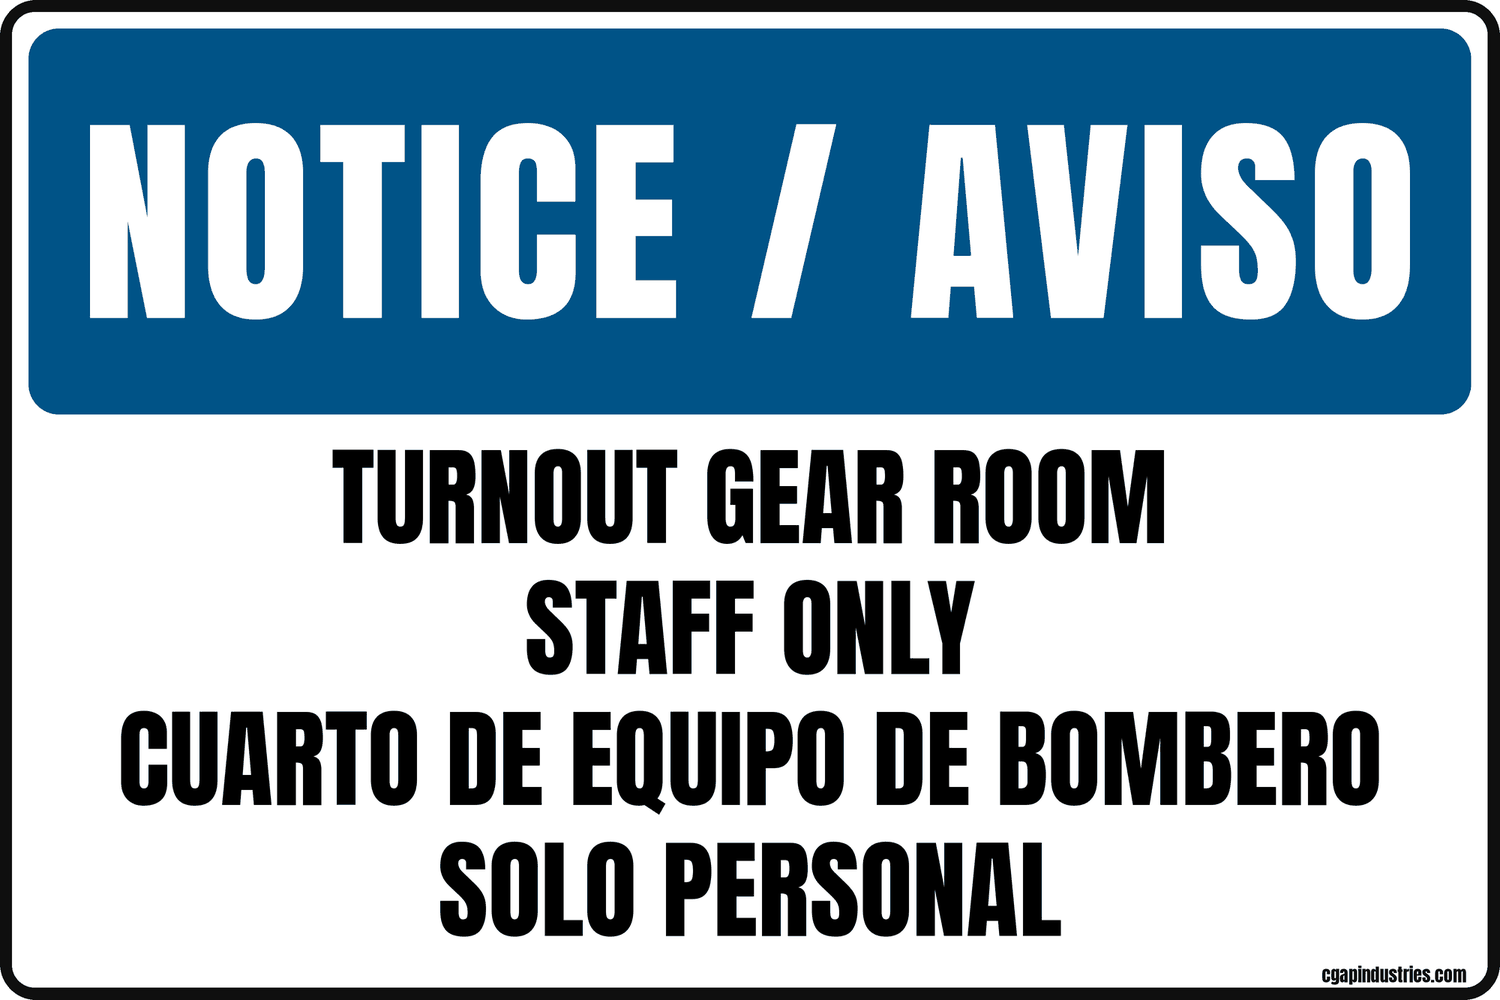 NOTICE / AVISO
TURNOUT GEAR ROOM
STAFF ONLY
CUARTO DE EQUIPO DE BOMBERO
SOLO PERSONAL
cgapindustries.com